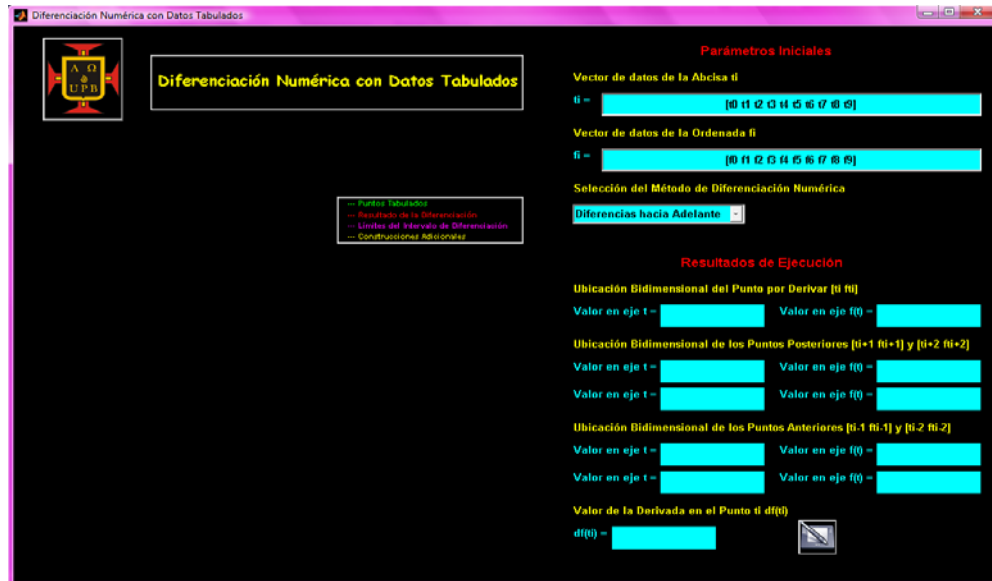 Diferenciación Numérica con Datos Tabulados
A Ω
UPB
Diferenciación Numérica con Datos Tabulados
--- Puntos Tabulados
--- Resultado de la Diferenciación
--- Límites del Intervalo de Diferenciación
--- Construcciones Adicionales
Parámetros Iniciales
Vector de datos de la Abcisa ti
ti =
[t0 t1 t2 t3 t4 t5 t6 t7 t8 t9]
Vector de datos de la Ordenada fi
fi =
[f0 f1 f2 f3 f4 f5 f6 f7 f8 f9]
Selección del Método de Diferenciación Numérica
Diferencias hacia Adelante
Resultados de Ejecución
Ubicación Bidimensional del Punto por Derivar [ti fti]
Valor en eje t = Valor en eje f(t) =
Ubicación Bidimensional de los Puntos Posteriores [ti+1 fti+1] y [ti+2 fti+2]
Valor en eje t = Valor en eje f(t) =
Valor en eje t = Valor en eje f(t) =
Ubicación Bidimensional de los Puntos Anteriores [ti-1 fti-1] y [ti-2 fti-2]
Valor en eje t = Valor en eje f(t) =
Valor en eje t = Valor en eje f(t) =
Valor de la Derivada en el Punto ti df(ti)
df(ti) =